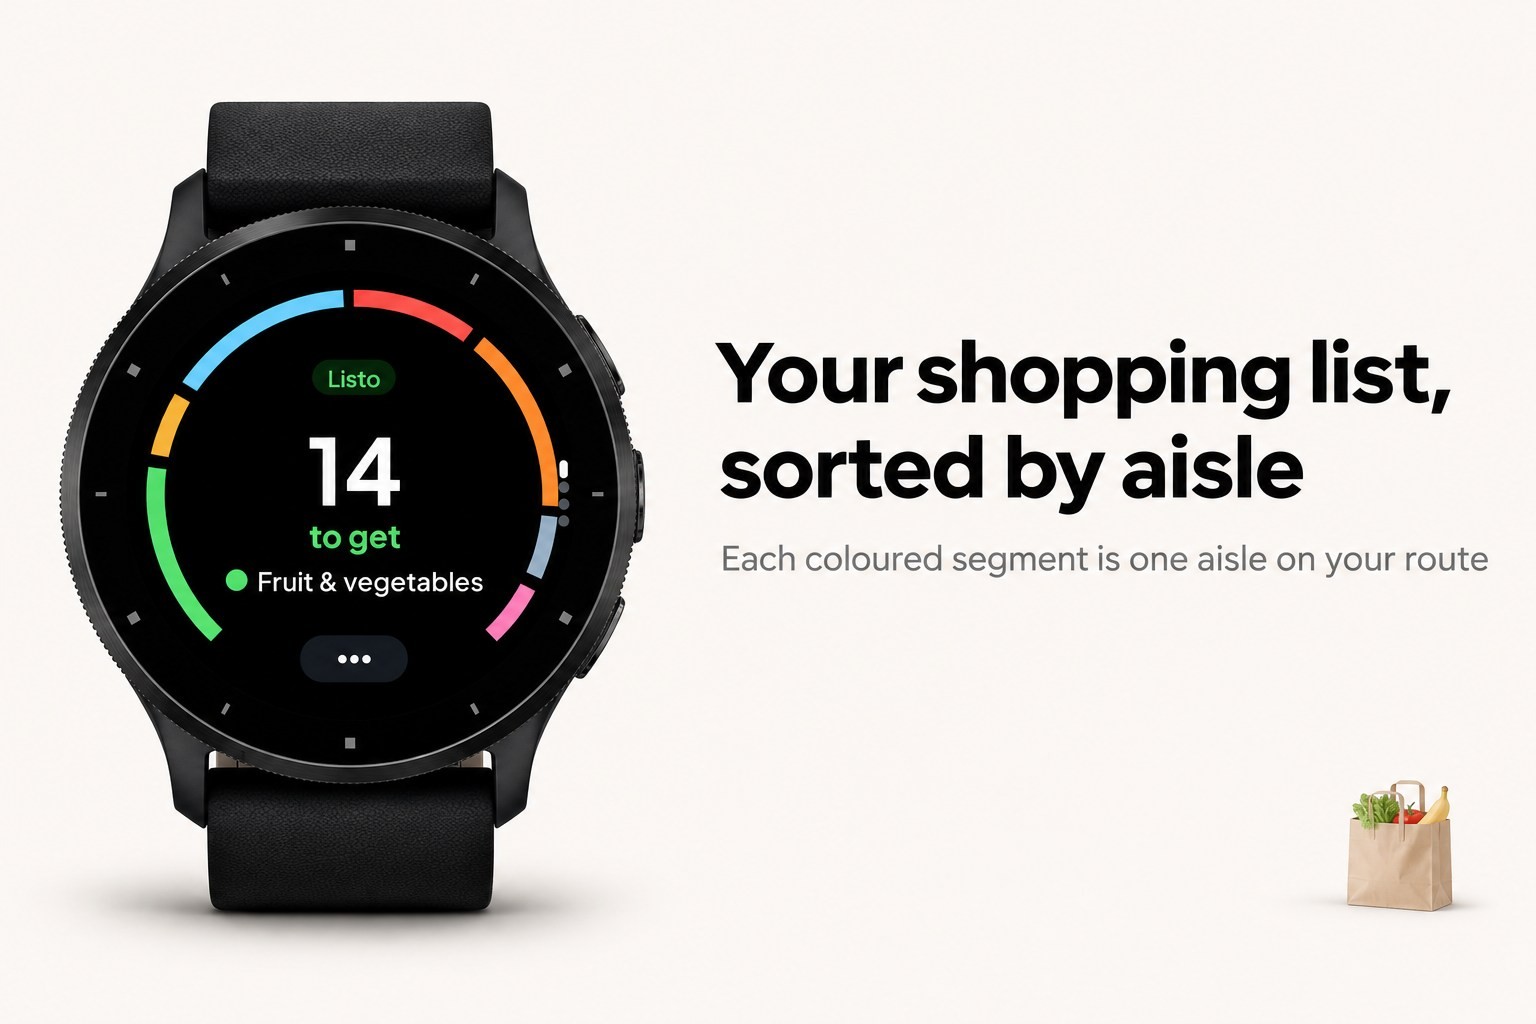 Listo
14
to get
Fruit & vegetables
Your shopping list,
sorted by aisle
Each coloured segment is one aisle on your route